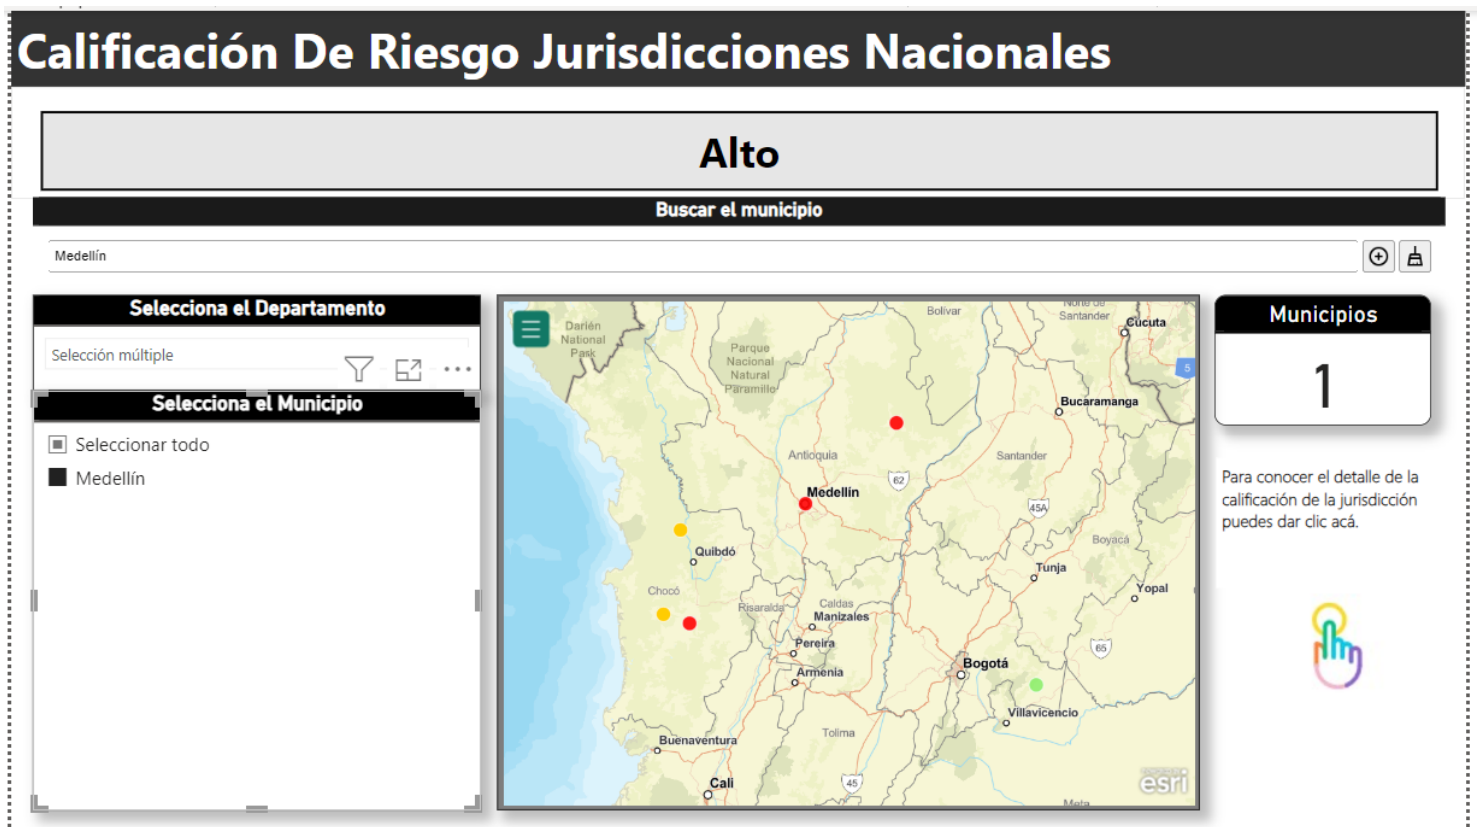 Calificación De Riesgo Jurisdicciones Nacionales
Alto
Buscar el municipio
Medellín
Selecciona el Departamento
Selección múltiple
Selecciona el Municipio
Seleccionar todo
Medellín
Darién
National
Park
Parque
Nacional
Natural
Paramillo
Bolívar
Norte de
Santander
Cúcuta
5
Bucaramanga
Antioquia
Santander
62
Medellín
45A
Boyacá
Quibdó
Tunja
Yopal
Chocó
Risaralda
Caldas
Manizales
Pereira
65
Bogotá
Armenia
Villavicencio
Tolima
Buenaventura
Cali
45
Meta
esri
Municipios
1
Para conocer el detalle de la
calificación de la jurisdicción
puedes dar clic acá.